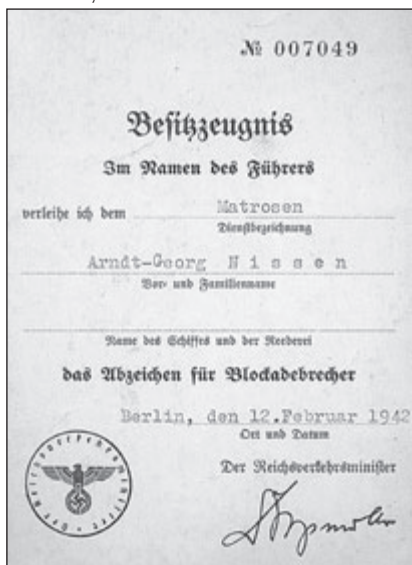 № 007049
Besitzzeugnis
Im Namen des Führers
verleihe ich dem Matrosen
Dienstbezeichnung
Arndt-Georg Nissen
Vor- und Familienname
Name des Schiffes und der Reederei
das Abzeichen für Blockadebrecher
Berlin, den 12.Februar 1942
Ort und Datum
Der Reichsverkehrsminister
Der Reichsverkehrsminister